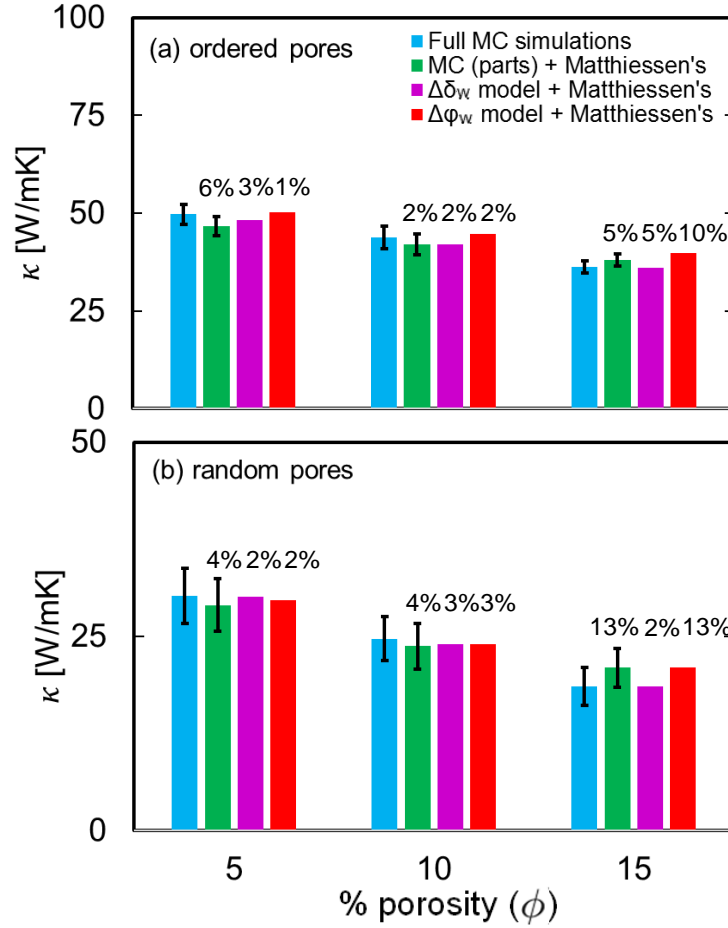 100
(a) ordered pores
Full MC simulations
MC (parts) + Matthiessen's
Δδw model + Matthiessen's
Δφw model + Matthiessen's
75
6% 3% 1%
50
2% 2% 2%
5% 5% 10%
κ [W/mK]
25
0
50
(b) random pores
4% 2% 2%
4% 3% 3%
13% 2% 13%
κ [W/mK]
25
0
5 10 15
% porosity (ϕ)